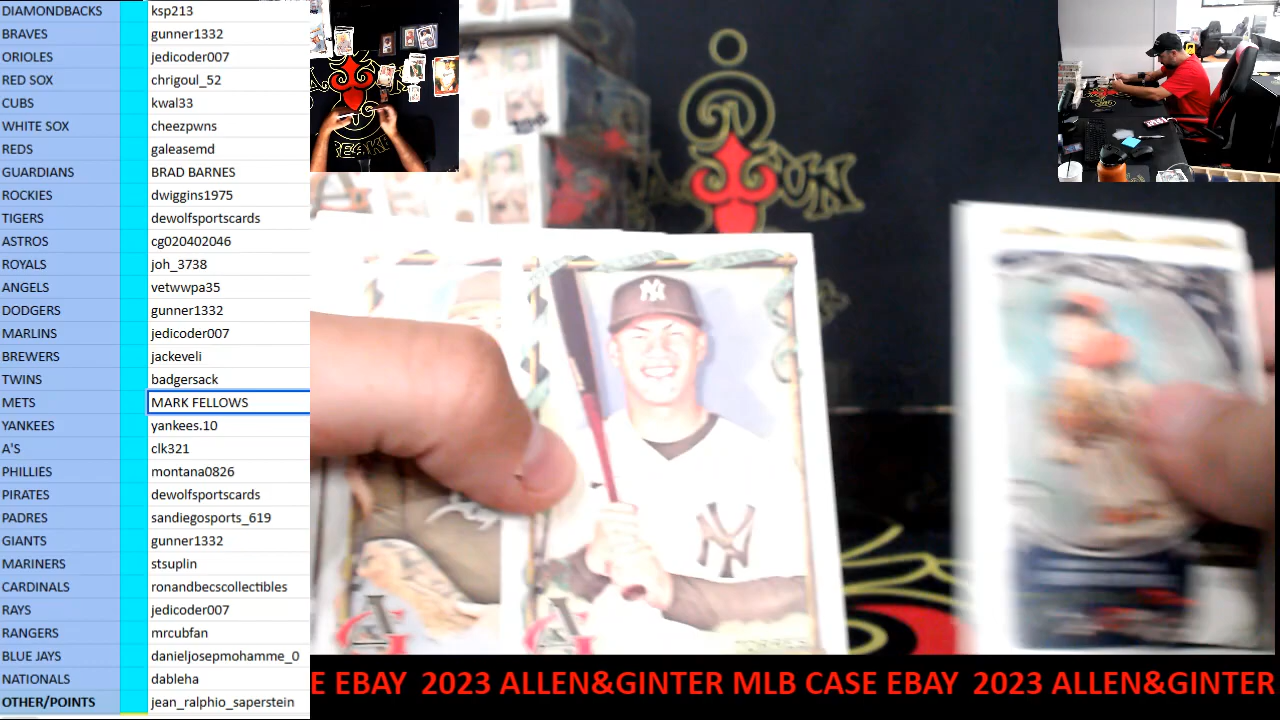 DIAMONDBACKS ksp213
BRAVES gunner1332
ORIOLES jedicoder007
RED SOX chrigoul_52
CUBS kwal33
WHITE SOX cheezpwns
REDS galeasemd
GUARDIANS BRAD BARNES
ROCKIES dwiggins1975
TIGERS dewolfsportscards
ASTROS cg020402046
ROYALS joh_3738
ANGELS vetwwpa35
DODGERS gunner1332
MARLINS jedicoder007
BREWERS jackeveli
TWINS badgersack
METS MARK FELLOWS
YANKEES yankees.10
A'S clk321
PHILLIES montana0826
PIRATES dewolfsportscards
PADRES sandiegosports_619
GIANTS gunner1332
MARINERS stsuplin
CARDINALS ronandbecscollectibles
RAYS jedicoder007
RANGERS mrcubfan
BLUE JAYS danieljosepmohamme_0
NATIONALS dableha
OTHER/POINTS jean_ralphio_saperstein
NY
NY
E EBAY 2023 ALLEN&GINTER MLB CASE EBAY 2023 ALLEN&GINTER